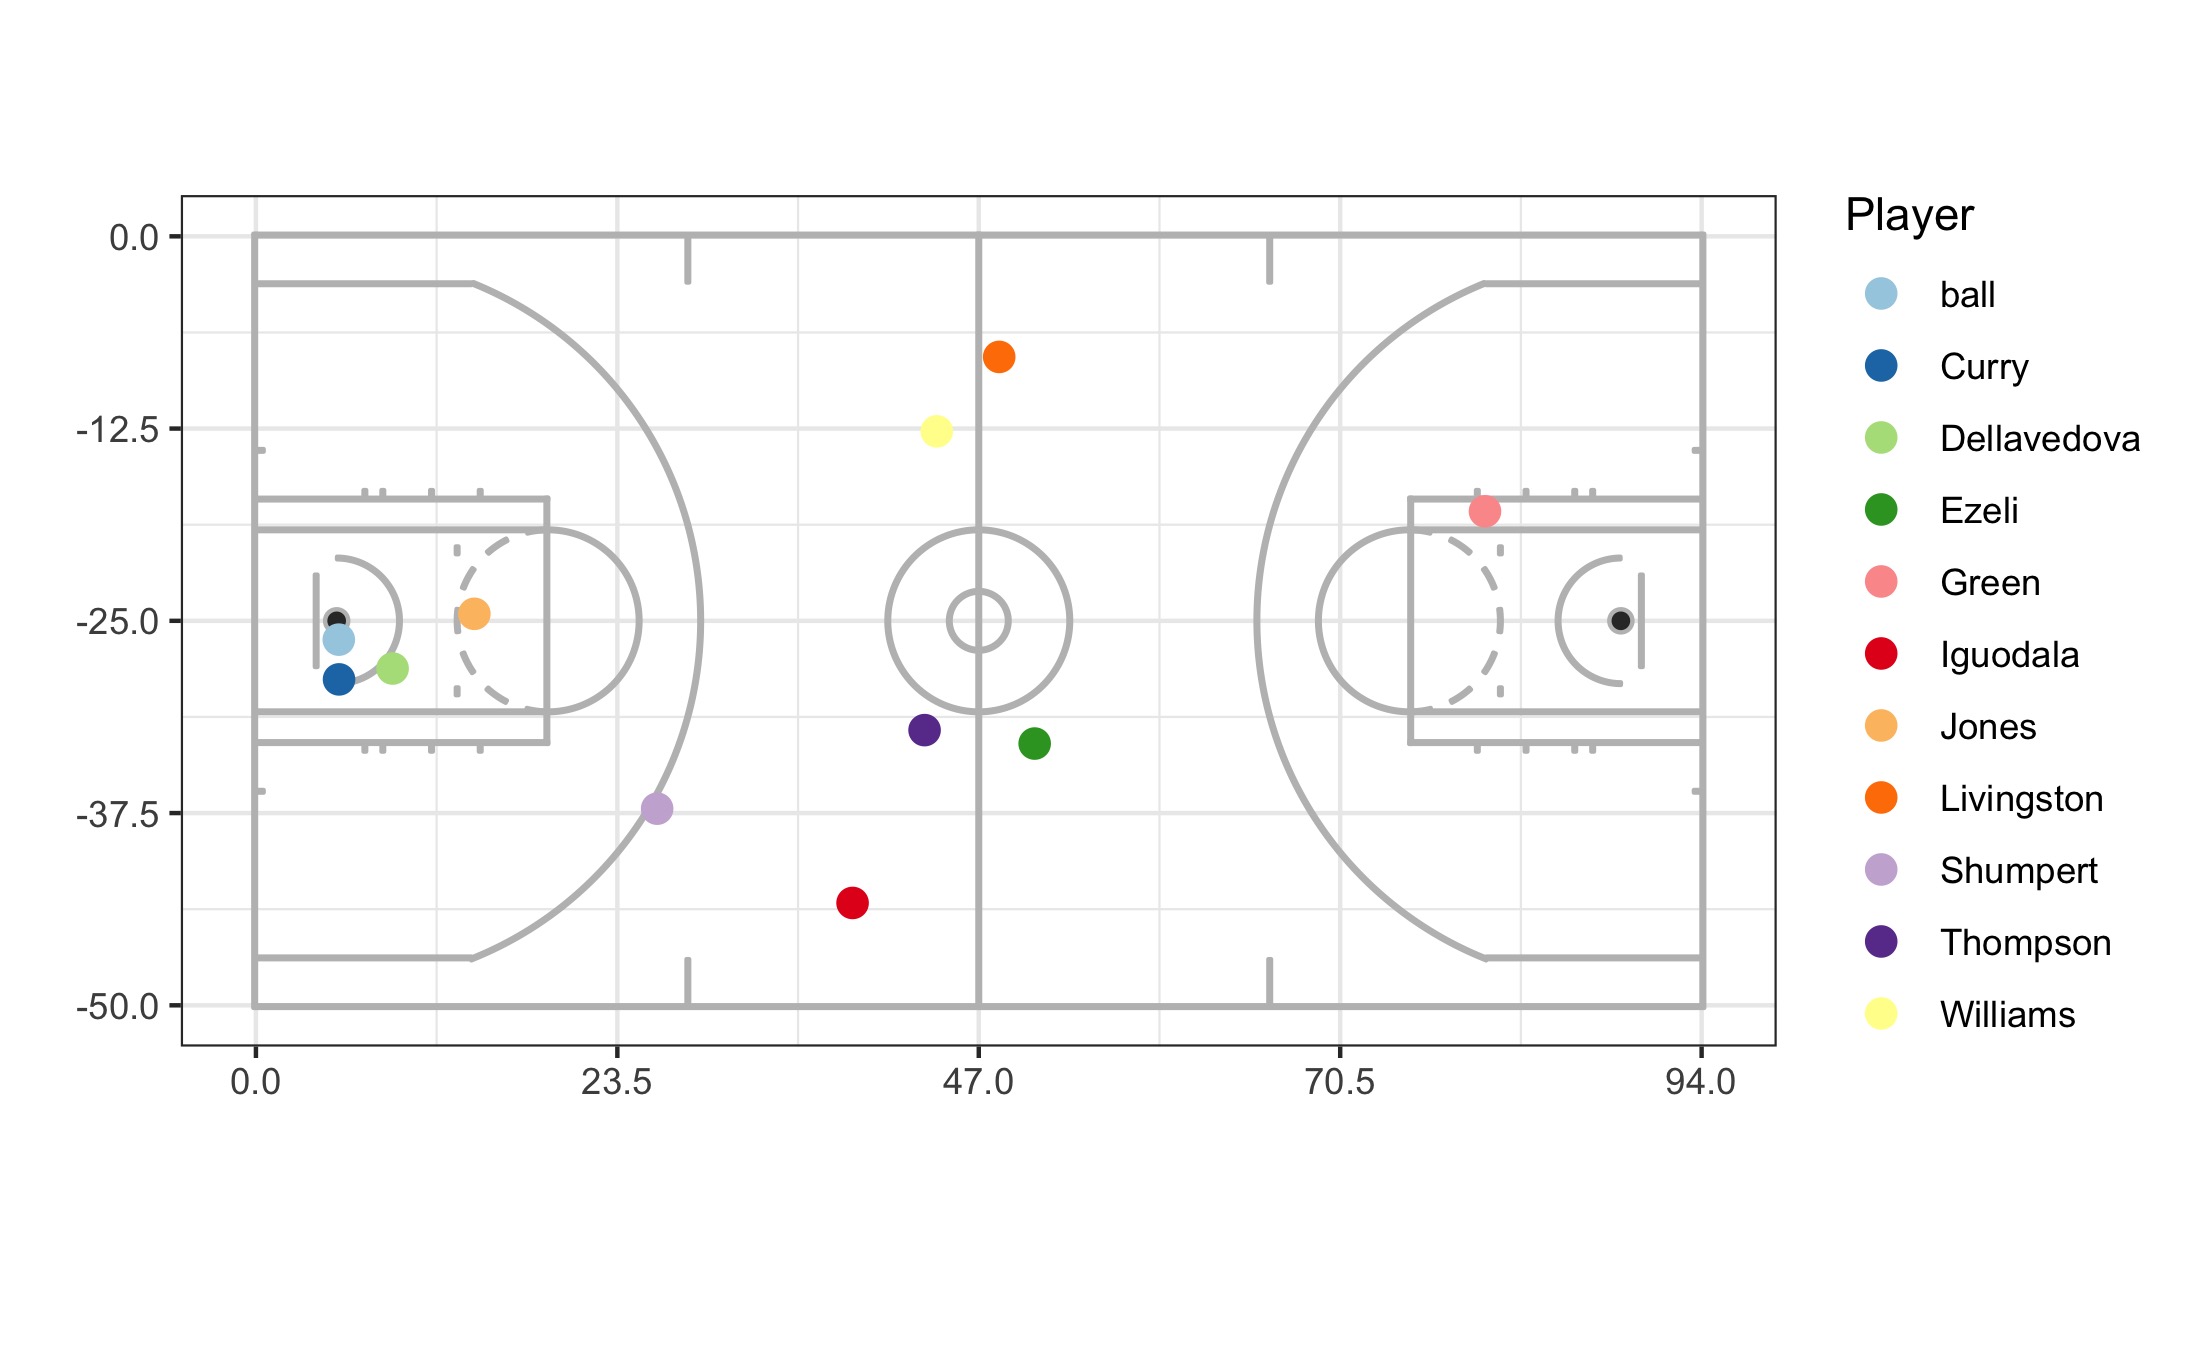 Player
ball
Curry
Dellavedova
Ezeli
Green
Iguodala
Jones
Livingston
Shumpert
Thompson
Williams
0.0
-12.5
-25.0
-37.5
-50.0
0.0 23.5 47.0 70.5 94.0